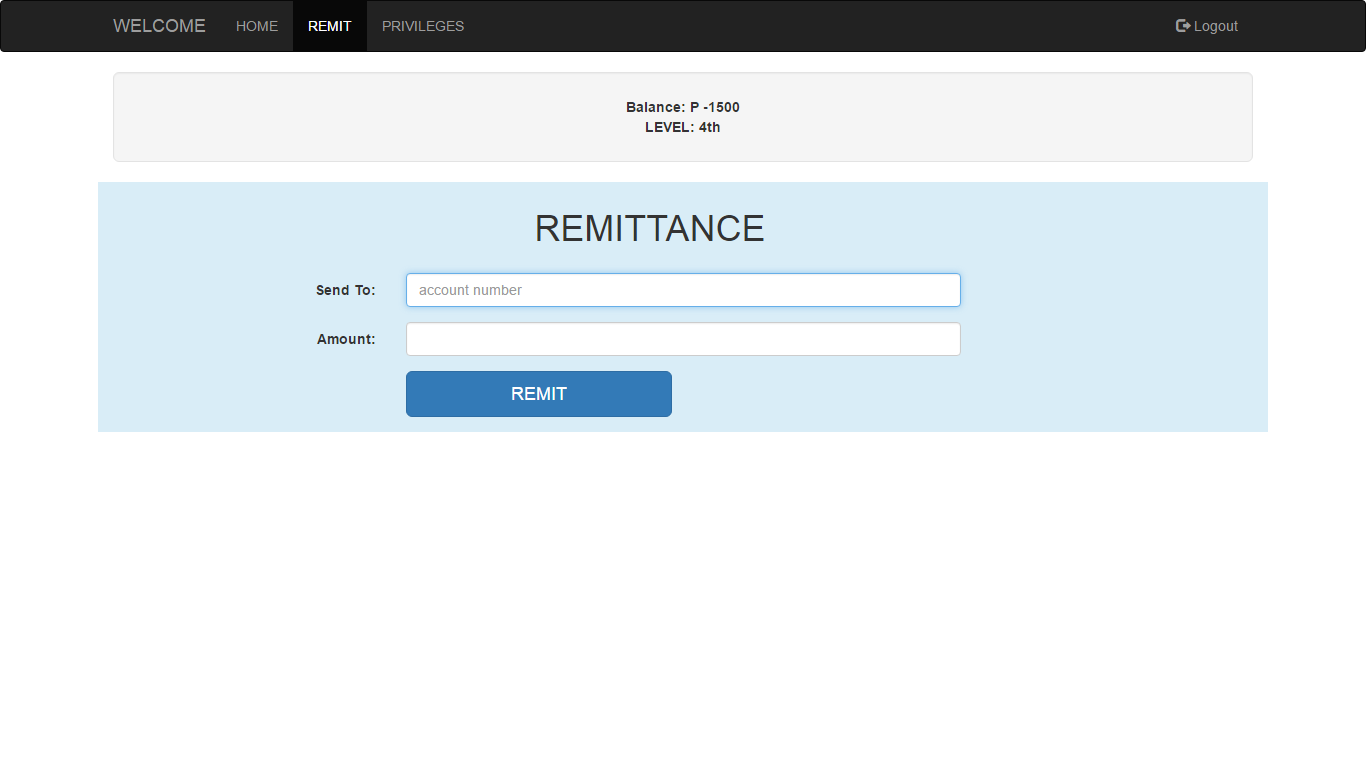 WELCOME HOME REMIT PRIVILEGES Logout
Balance: P -1500
LEVEL: 4th
REMITTANCE
Send To: account number
Amount:
REMIT